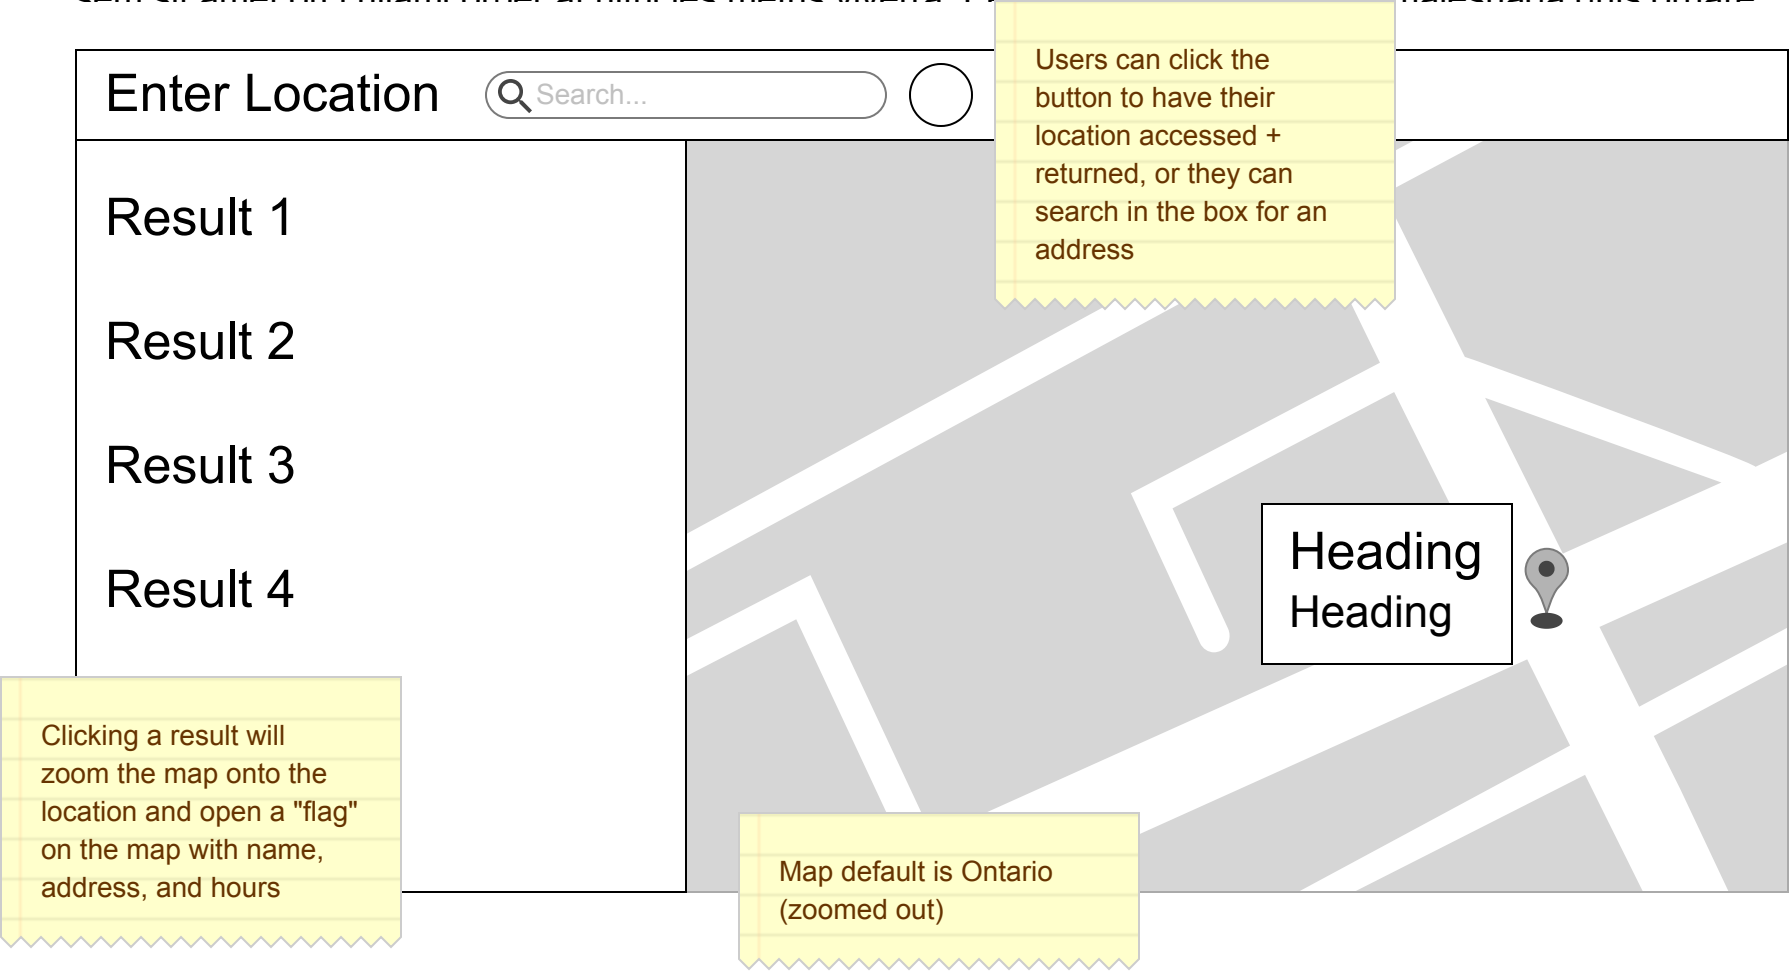 Enter Location
Search...
Users can click the
button to have their
location accessed +
returned, or they can
search in the box for an
address
Result 1
Result 2
Result 3
Result 4
Heading
Heading
Clicking a result will
zoom the map onto the
location and open a "flag"
on the map with name,
address, and hours
Map default is Ontario
(zoomed out)